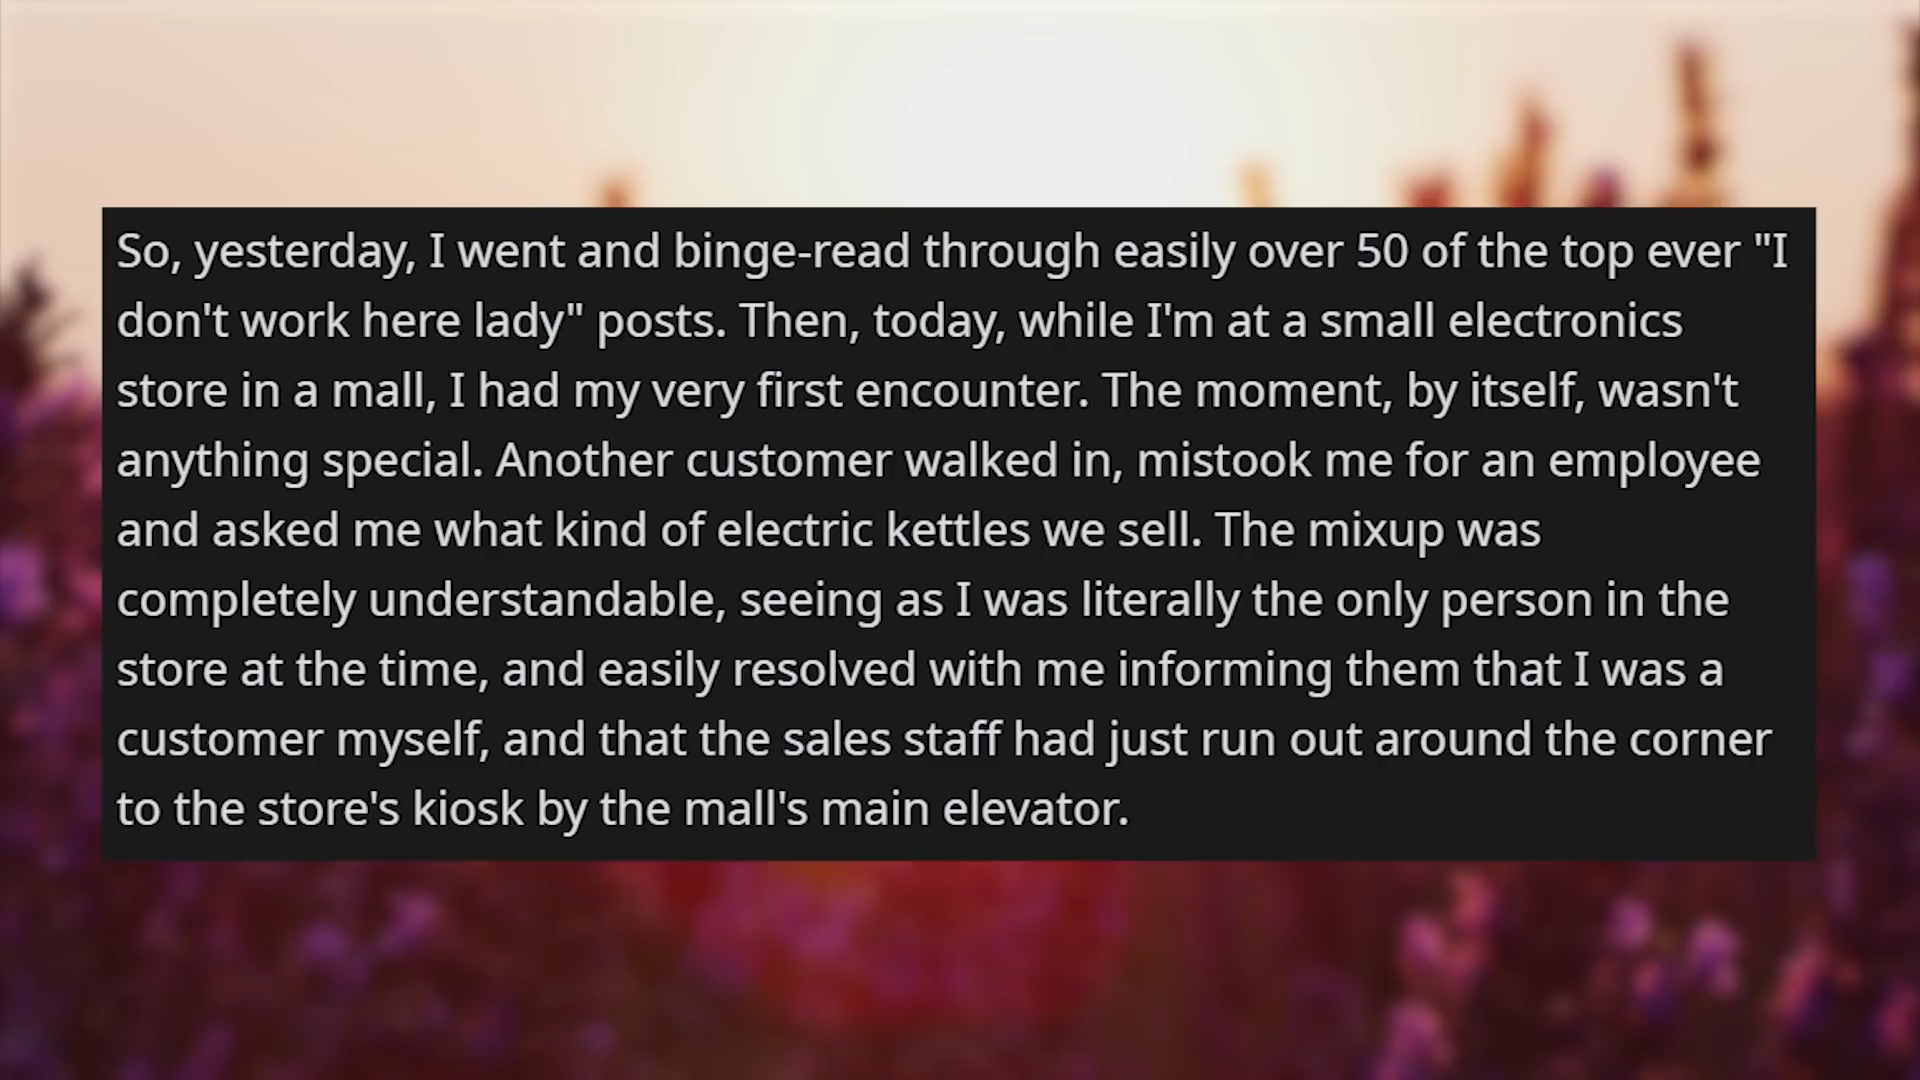 So, yesterday, I went and binge-read through easily over 50 of the top ever "I
don't work here lady" posts. Then, today, while I'm at a small electronics
store in a mall, I had my very first encounter. The moment, by itself, wasn't
anything special. Another customer walked in, mistook me for an employee
and asked me what kind of electric kettles we sell. The mixup was
completely understandable, seeing as I was literally the only person in the
store at the time, and easily resolved with me informing them that I was a
customer myself, and that the sales staff had just run out around the corner
to the store's kiosk by the mall's main elevator.